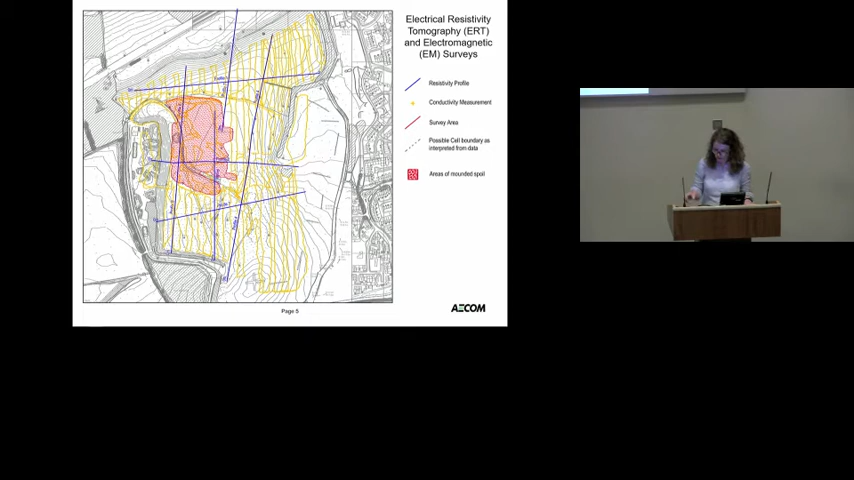 Electrical Resistivity
Tomography (ERT)
and Electromagnetic
(EM) Surveys
Resistivity Profile
Conductivity Measurement
Survey Area
Possible Cell boundary as
interpreted from data
Areas of mounded spoil
Page 5
AECOM